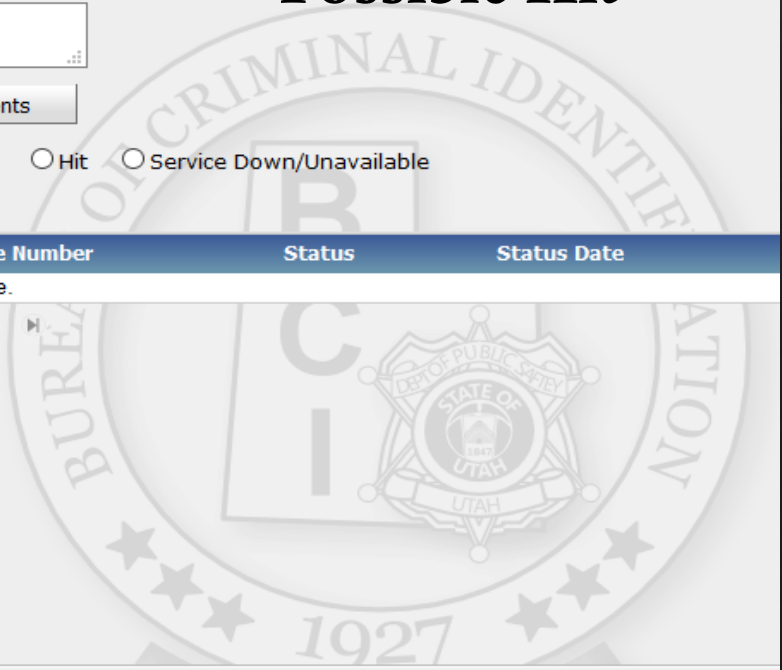 Possible Hit
nts
Hit Service Down/Unavailable
e Number Status Status Date
e.
BUREAU OF CRIMINAL IDENTIFICATION
B
C
I
DEPT OF PUBLIC SAFETY
STATE OF
1847
UTAH
UTAH
1927